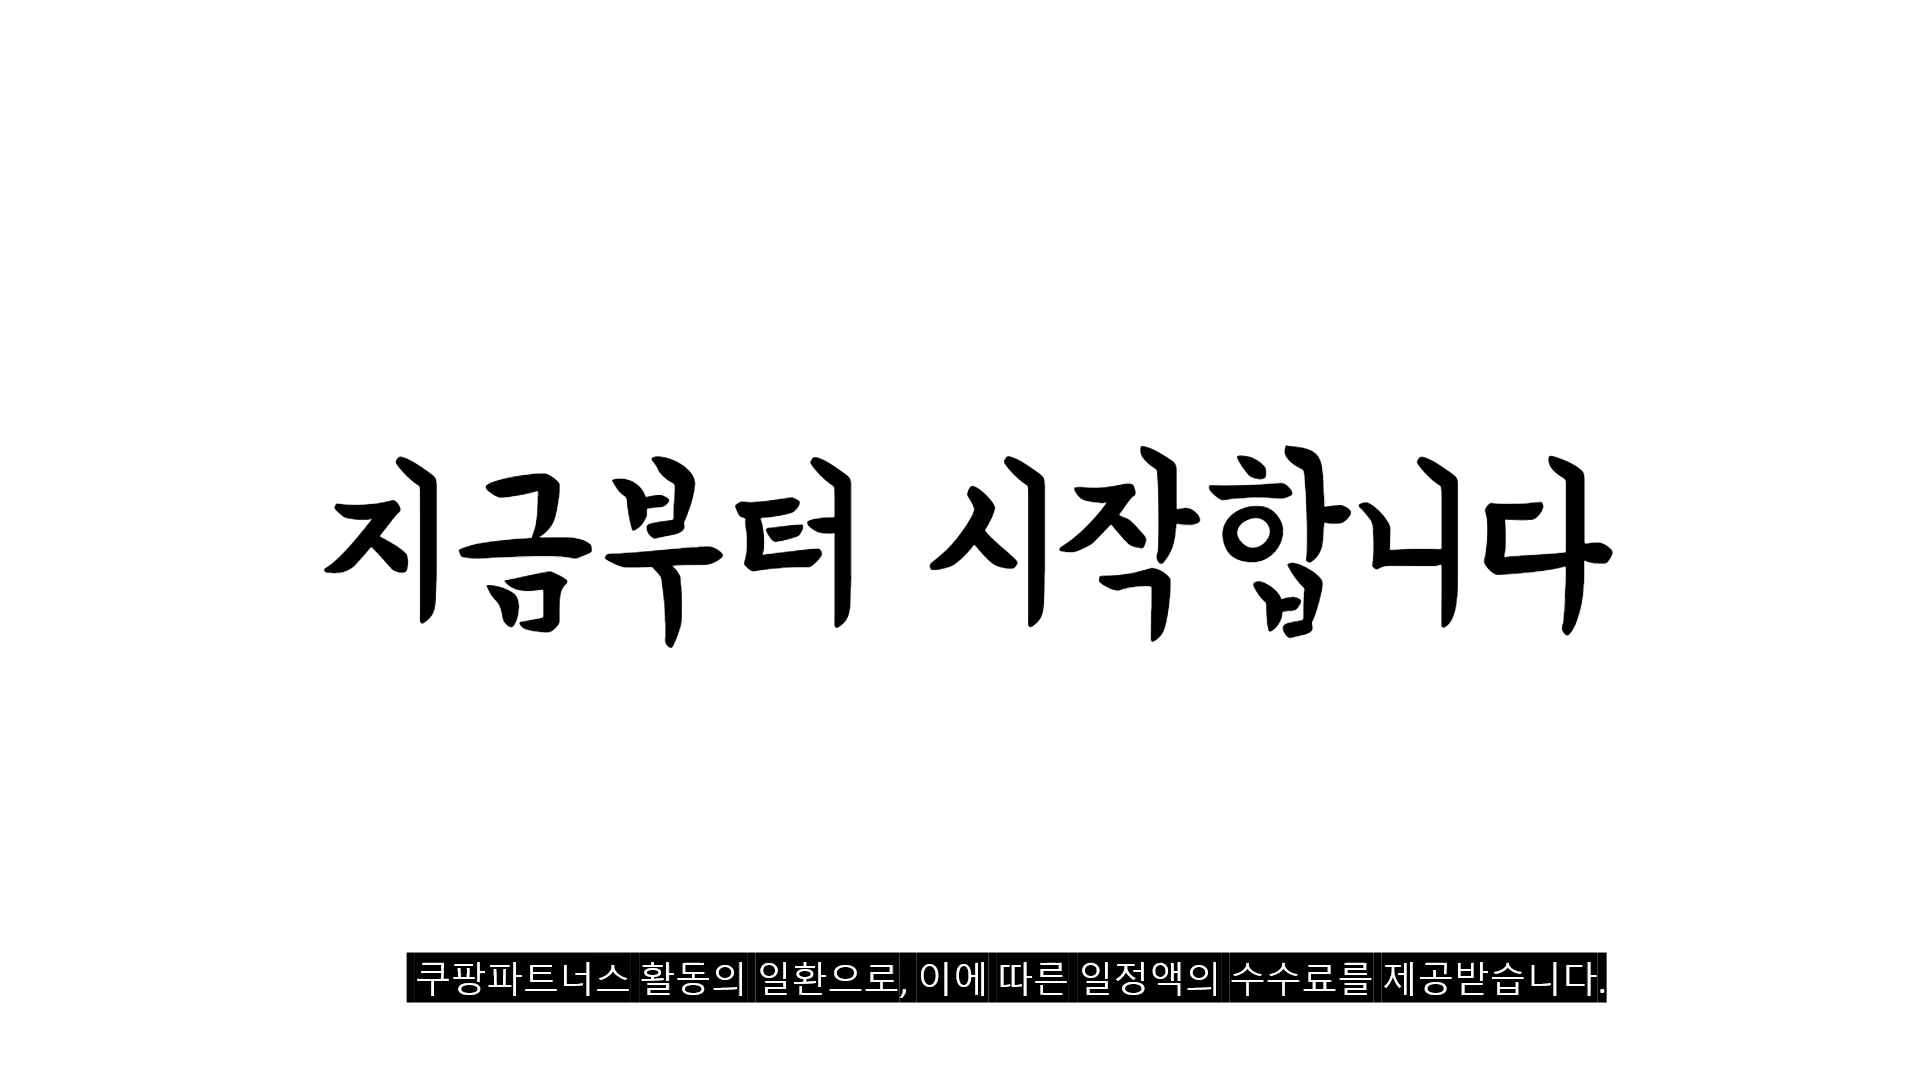 지금부터 시작합니다
쿠팡파트너스 활동의 일환으로, 이에 따른 일정액의 수수료를 제공받습니다.